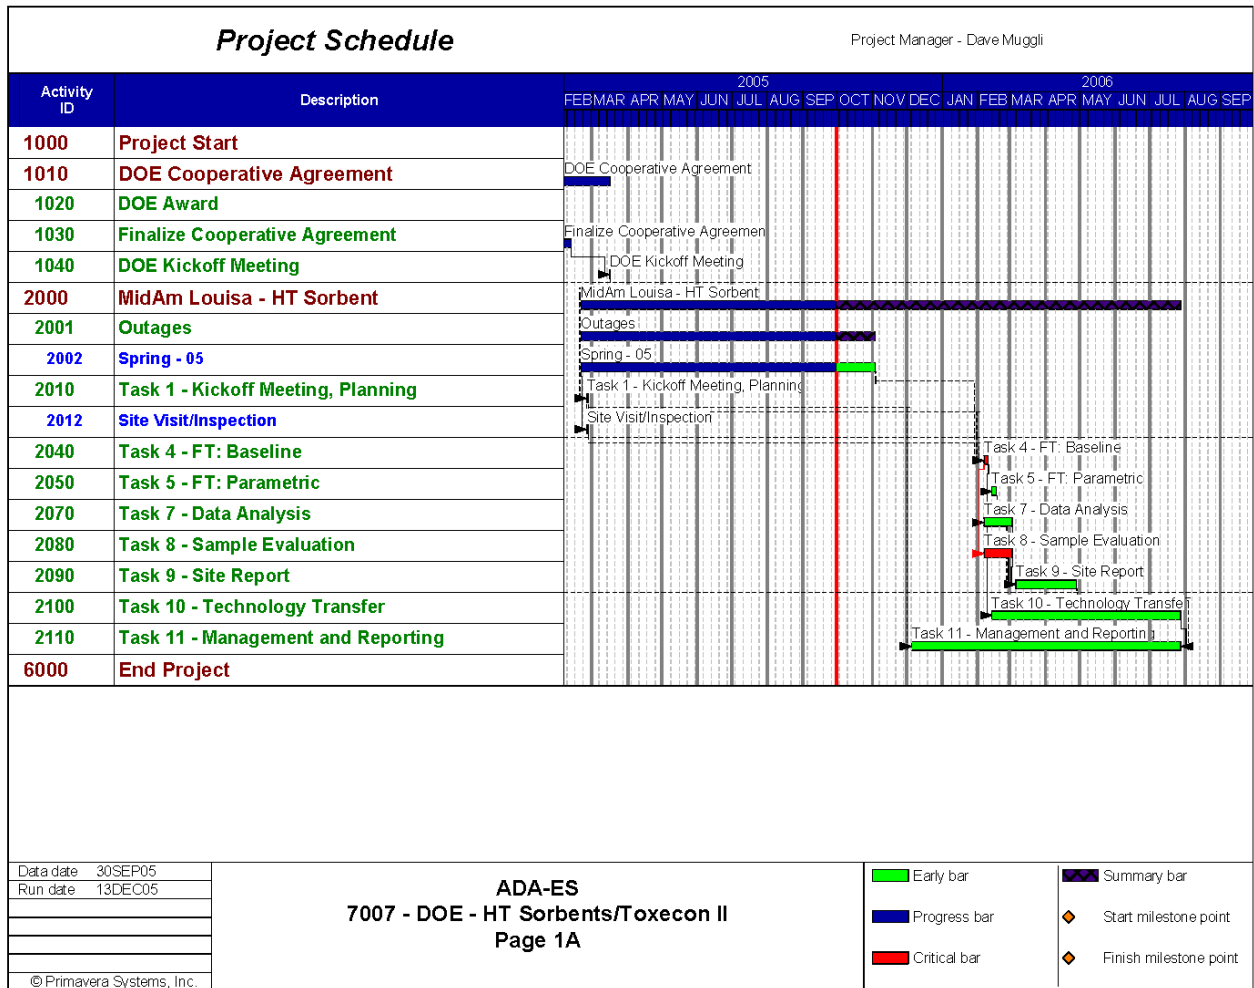 Project Schedule
Project Manager - Dave Muggli
Activity ID
Description
2005
2006
FEB MAR APR MAY JUN JUL AUG SEP OCT NOV DEC JAN FEB MAR APR MAY JUN JUL AUG SEP
1000 Project Start
1010 DOE Cooperative Agreement
DOE Cooperative Agreement
1020 DOE Award
1030 Finalize Cooperative Agreement
Finalize Cooperative Agreemen
1040 DOE Kickoff Meeting
DOE Kickoff Meeting
2000 MidAm Louisa - HT Sorbent
MidAm Louisa - HT Sorbent
2001 Outages
Outages
2002 Spring - 05
Spring - 05
2010 Task 1 - Kickoff Meeting, Planning
Task 1 - Kickoff Meeting, Planning
2012 Site Visit/Inspection
Site Visit/Inspection
2040 Task 4 - FT: Baseline
Task 4 - FT: Baseline
2050 Task 5 - FT: Parametric
Task 5 - FT: Parametric
2070 Task 7 - Data Analysis
Task 7 - Data Analysis
2080 Task 8 - Sample Evaluation
Task 8 - Sample Evaluation
2090 Task 9 - Site Report
Task 9 - Site Report
2100 Task 10 - Technology Transfer
Task 10 - Technology Transfer
2110 Task 11 - Management and Reporting
Task 11 - Management and Reporting
6000 End Project
Data date 30SEP05
Run date 13DEC05
© Primavera Systems, Inc.
ADA-ES
7007 - DOE - HT Sorbents/Toxecon II
Page 1A
Early bar
Progress bar
Critical bar
Summary bar
Start milestone point
Finish milestone point